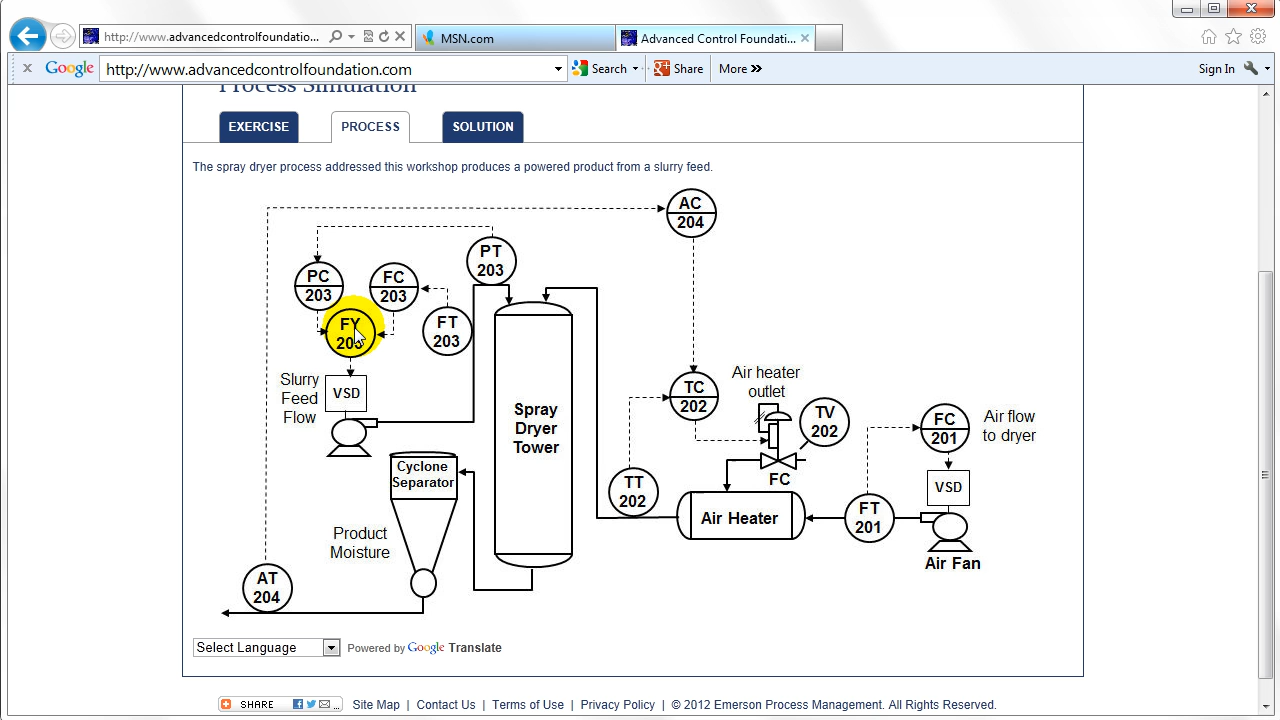 http://www.advancedcontrolfoundatio...
MSN.com
Advanced Control Foundati...
x Google http://www.advancedcontrolfoundation.com Search Share More » Sign In
Process Simulation
EXERCISE PROCESS SOLUTION
The spray dryer process addressed this workshop produces a powered product from a slurry feed.
AC
204
PT
203
PC
203
FC
203
FY
203
FT
203
Slurry
Feed
Flow
VSD
Spray
Dryer
Tower
Cyclone
Separator
Product
Moisture
AT
204
TC
202
Air heater
outlet
TV
202
FC
TT
202
Air Heater
FT
201
FC
201
Air flow
to dryer
VSD
Air Fan
Select Language Powered by Google Translate
SHARE Site Map | Contact Us | Terms of Use | Privacy Policy | © 2012 Emerson Process Management. All Rights Reserved.